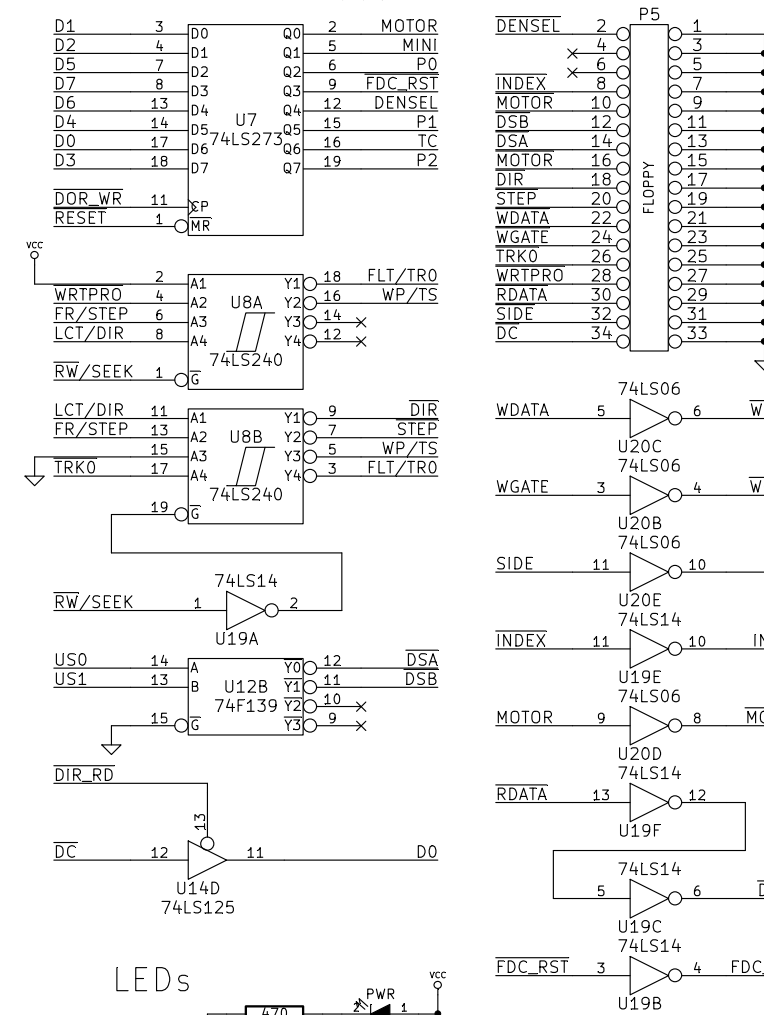 D1 3 D0 Q0 2 MOTOR
D2 4 D1 Q1 5 MINI
D5 7 D2 Q2 6 P0
D7 8 D3 Q3 9 FDC_RST
D6 13 D4 Q4 12 DENSEL
D4 14 D5 Q5 15 P1
D0 17 D6 Q6 16 TC
D3 18 D7 Q7 19 P2
U7
74LS273
DOR_WR 11 CP
RESET 1 MR
VCC
2 A1 Y1 18 FLT/TR0
WRTPRO 4 A2 Y2 16 WP/TS
FR/STEP 6 A3 Y3 14
LCT/DIR 8 A4 Y4 12
U8A
74LS240
RW/SEEK 1 G
LCT/DIR 11 A1 Y1 9 DIR
FR/STEP 13 A2 Y2 7 STEP
15 A3 Y3 5 WP/TS
TRK0 17 A4 Y4 3 FLT/TR0
U8B
74LS240
19 G
74LS14
RW/SEEK 1 2
U19A
US0 14 A Y0 12 DSA
US1 13 B Y1 11 DSB
U12B Y2 10
74F139
15 G Y3 9
DIR_RD
13
DC 12 11 D0
U14D
74LS125
LEDs
VCC
PWR
470 2 1
P5
DENSEL 2 1
4 3
6 5
INDEX 8 7
MOTOR 10 9
DSB 12 11
DSA 14 13
MOTOR 16 15
DIR 18 17
STEP 20 19
WDATA 22 21
WGATE 24 23
TRK0 26 25
WRTPRO 28 27
RDATA 30 29
SIDE 32 31
DC 34 33
FLOPPY
74LS06
WDATA 5 6 W
U20C
74LS06
WGATE 3 4 W
U20B
74LS06
SIDE 11 10
U20E
74LS14
INDEX 11 10 IN
U19E
74LS06
MOTOR 9 8 MO
U20D
74LS14
RDATA 13 12
U19F
74LS14
5 6 D
U19C
74LS14
FDC_RST 3 4 FDC_
U19B